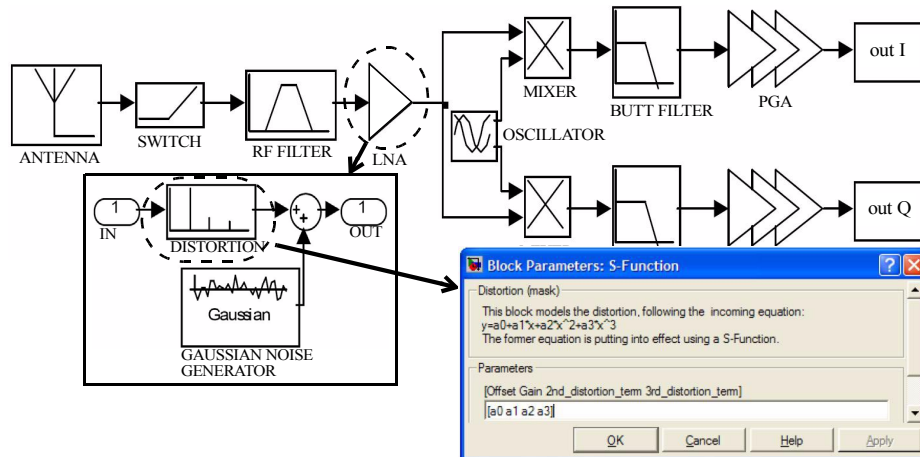 out I
MIXER
BUTT FILTER
PGA
ANTENNA
SWITCH
RF FILTER
LNA
OSCILLATOR
out Q
1
IN
DISTORTION
+
+
1
OUT
Gaussian
GAUSSIAN NOISE
GENERATOR
Block Parameters: S-Function
Distortion (mask)
This block models the distortion, following the incoming equation:
y=a0+a1*x+a2*x^2+a3*x^3
The former equation is putting into effect using a S-Function.
Parameters
[Offset Gain 2nd_distortion_term 3rd_distortion_term]
[a0 a1 a2 a3]
OK
Cancel
Help
Apply